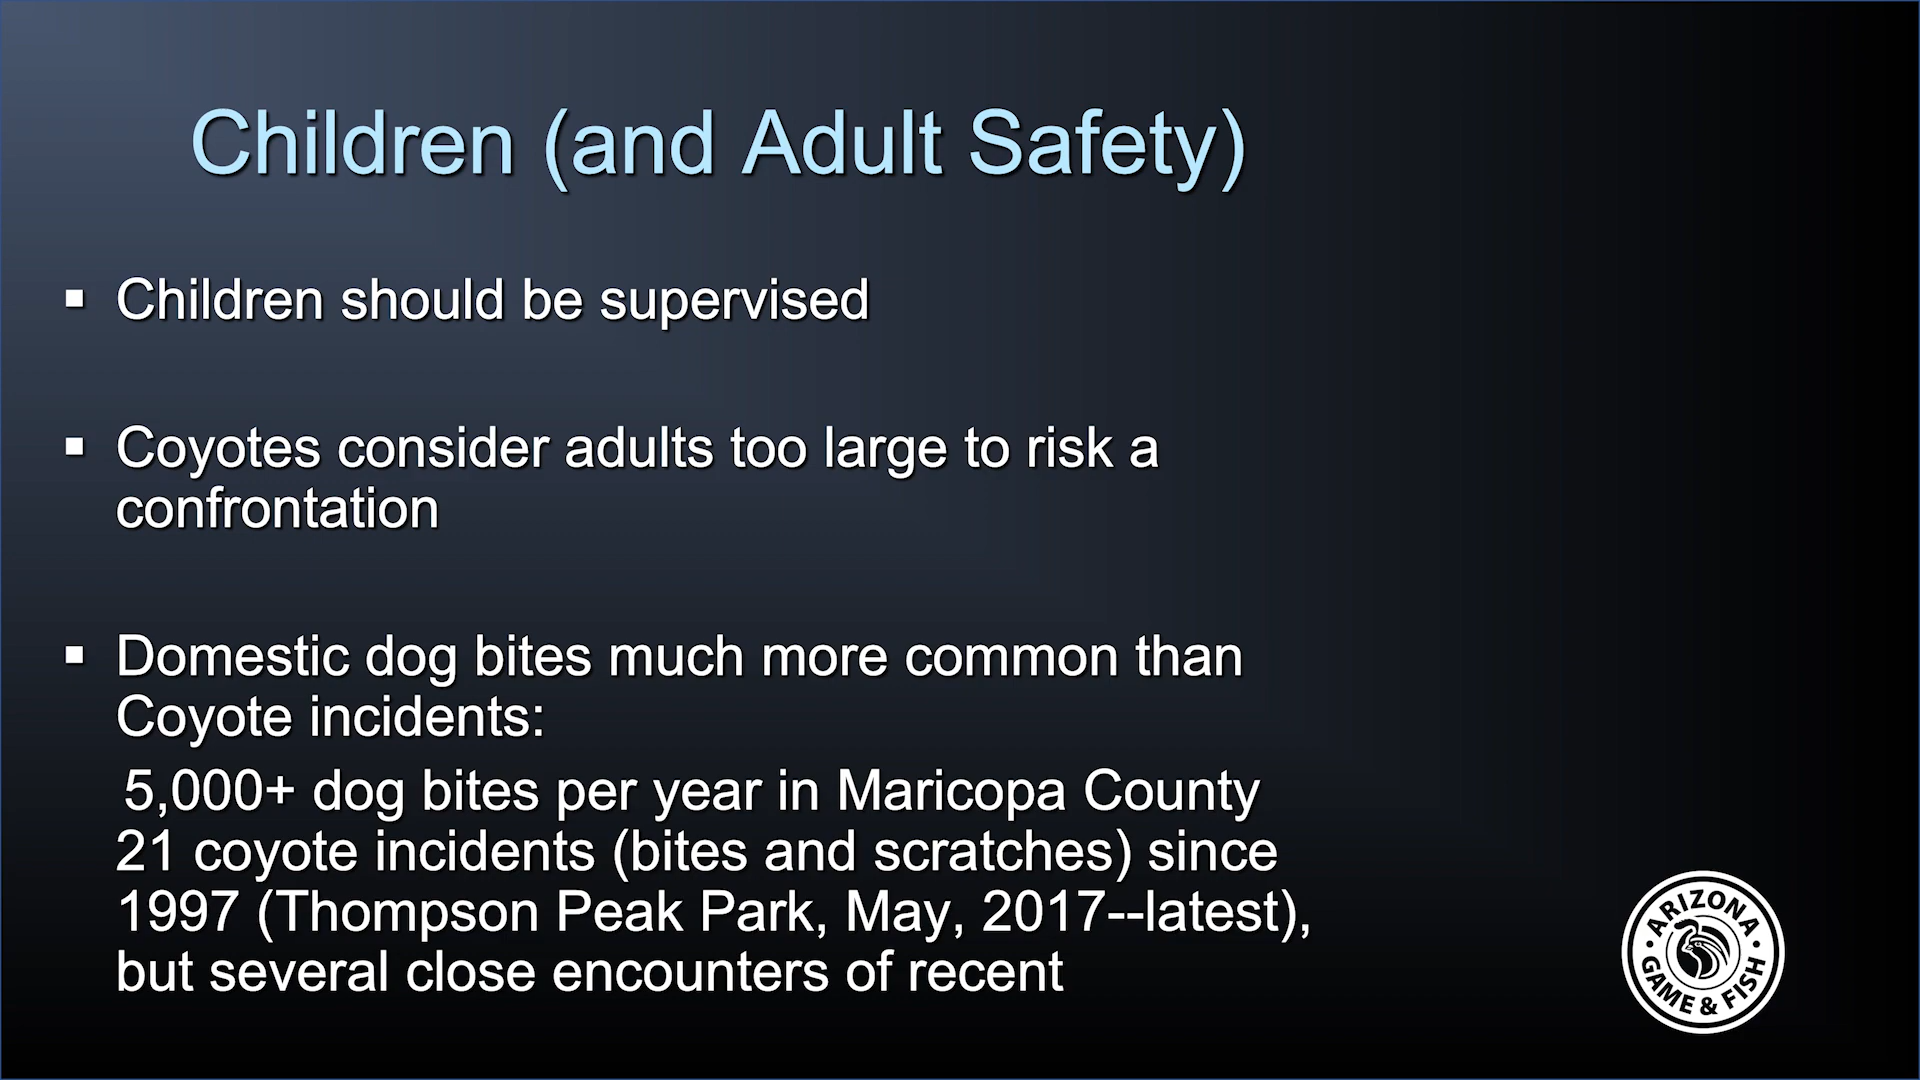 Children (and Adult Safety)
▪ Children should be supervised
▪ Coyotes consider adults too large to risk a
confrontation
▪ Domestic dog bites much more common than
Coyote incidents:
5,000+ dog bites per year in Maricopa County
21 coyote incidents (bites and scratches) since
1997 (Thompson Peak Park, May, 2017--latest),
but several close encounters of recent
ARIZONA
GAME & FISH